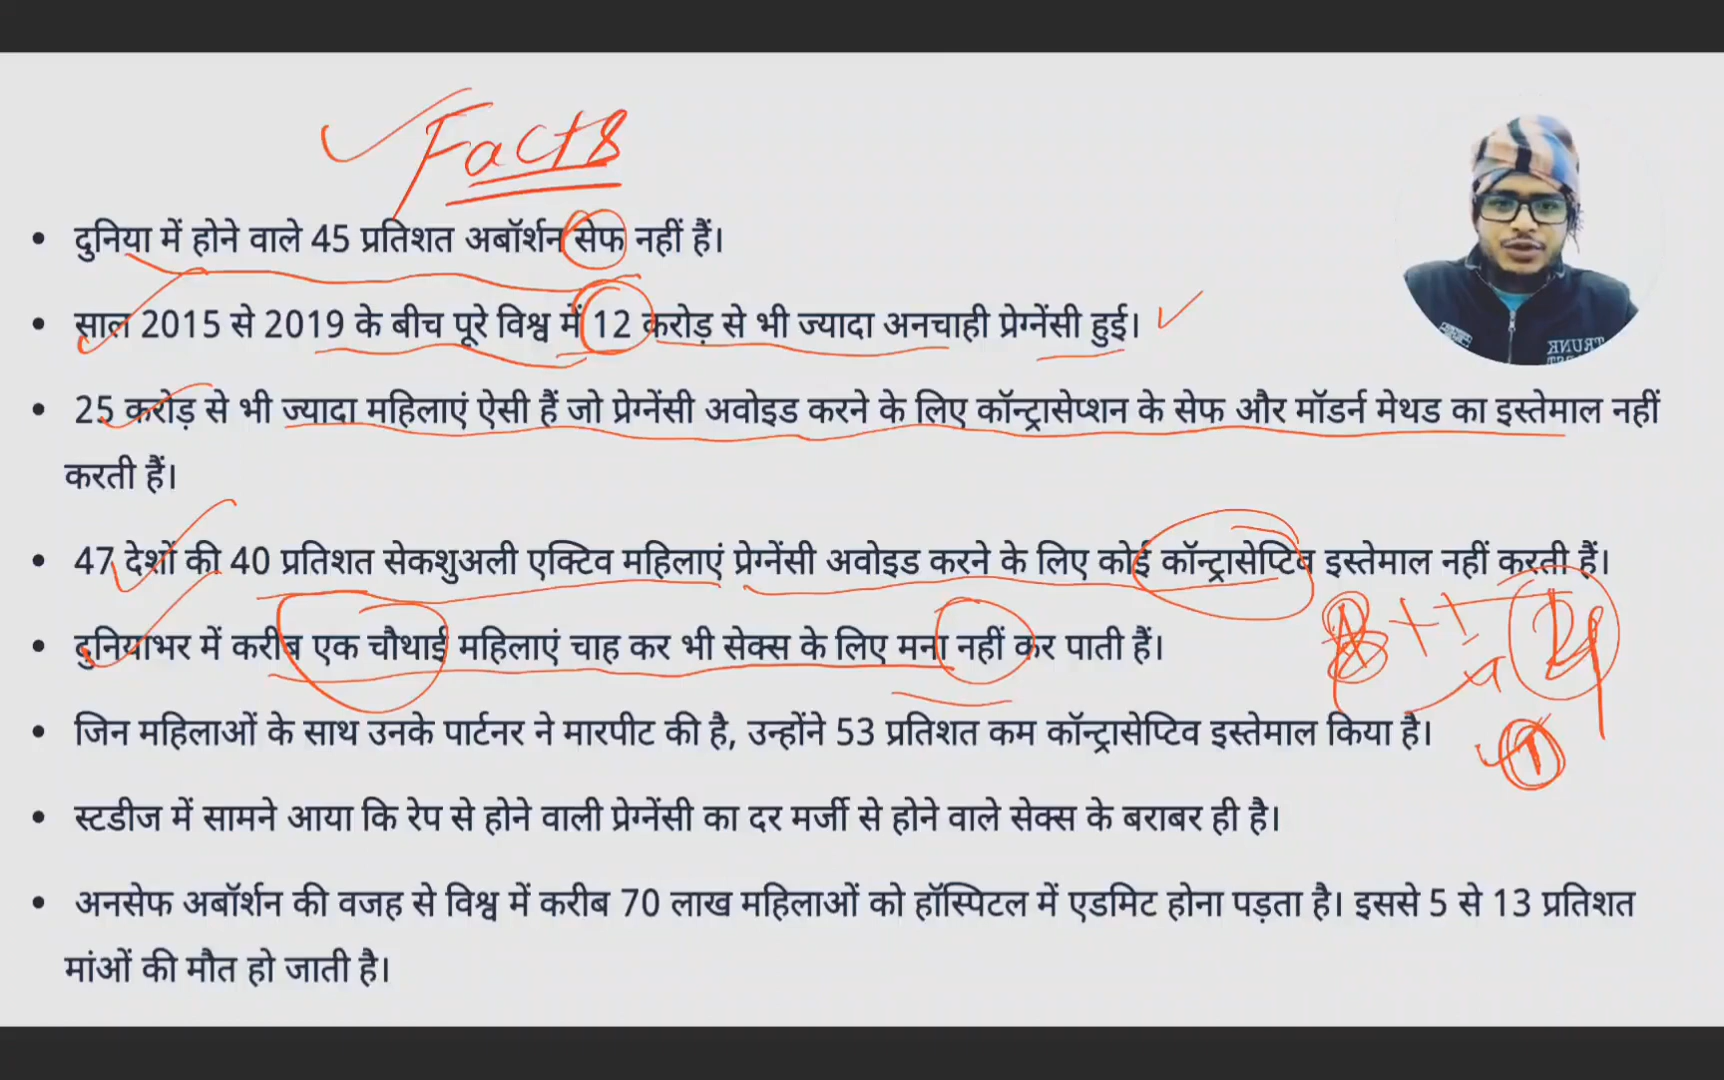 Facts
• दुनिया में होने वाले 45 प्रतिशत अबॉर्शन सेफ नहीं हैं।
• साल 2015 से 2019 के बीच पूरे विश्व में 12 करोड़ से भी ज्यादा अनचाही प्रेग्नेंसी हुई।
• 25 करोड़ से भी ज्यादा महिलाएं ऐसी हैं जो प्रेग्नेंसी अवोइड करने के लिए कॉन्ट्रासेप्शन के सेफ और मॉडर्न मेथड का इस्तेमाल नहीं
करती हैं।
• 47 देशों की 40 प्रतिशत सेकशुअली एक्टिव महिलाएं प्रेग्नेंसी अवोइड करने के लिए कोई कॉन्ट्रासेप्टिव इस्तेमाल नहीं करती हैं।
• दुनियाभर में करीब एक चौथाई महिलाएं चाह कर भी सेक्स के लिए मना नहीं कर पाती हैं।
• जिन महिलाओं के साथ उनके पार्टनर ने मारपीट की है, उन्होंने 53 प्रतिशत कम कॉन्ट्रासेप्टिव इस्तेमाल किया है।
• स्टडीज में सामने आया कि रेप से होने वाली प्रेग्नेंसी का दर मर्जी से होने वाले सेक्स के बराबर ही है।
• अनसेफ अबॉर्शन की वजह से विश्व में करीब 70 लाख महिलाओं को हॉस्पिटल में एडमिट होना पड़ता है। इससे 5 से 13 प्रतिशत
मांओं की मौत हो जाती है।